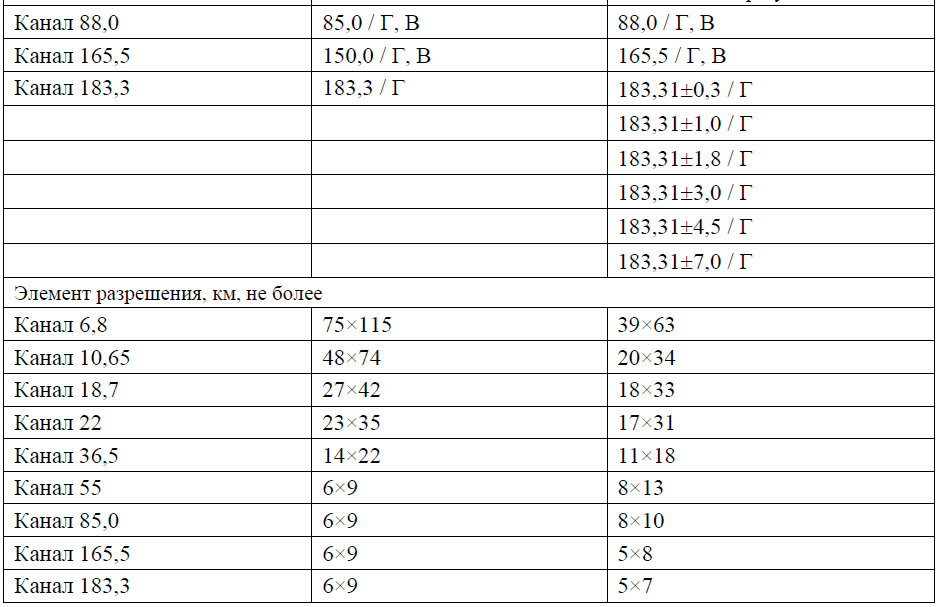 Канал 88,0 85,0 / Г, В 88,0 / Г, В
Канал 165,5 150,0 / Г, В 165,5 / Г, В
Канал 183,3 183,3 / Г 183,31±0,3 / Г
183,31±1,0 / Г
183,31±1,8 / Г
183,31±3,0 / Г
183,31±4,5 / Г
183,31±7,0 / Г
Элемент разрешения, км, не более
Канал 6,8 75×115 39×63
Канал 10,65 48×74 20×34
Канал 18,7 27×42 18×33
Канал 22 23×35 17×31
Канал 36,5 14×22 11×18
Канал 55 6×9 8×13
Канал 85,0 6×9 8×10
Канал 165,5 6×9 5×8
Канал 183,3 6×9 5×7